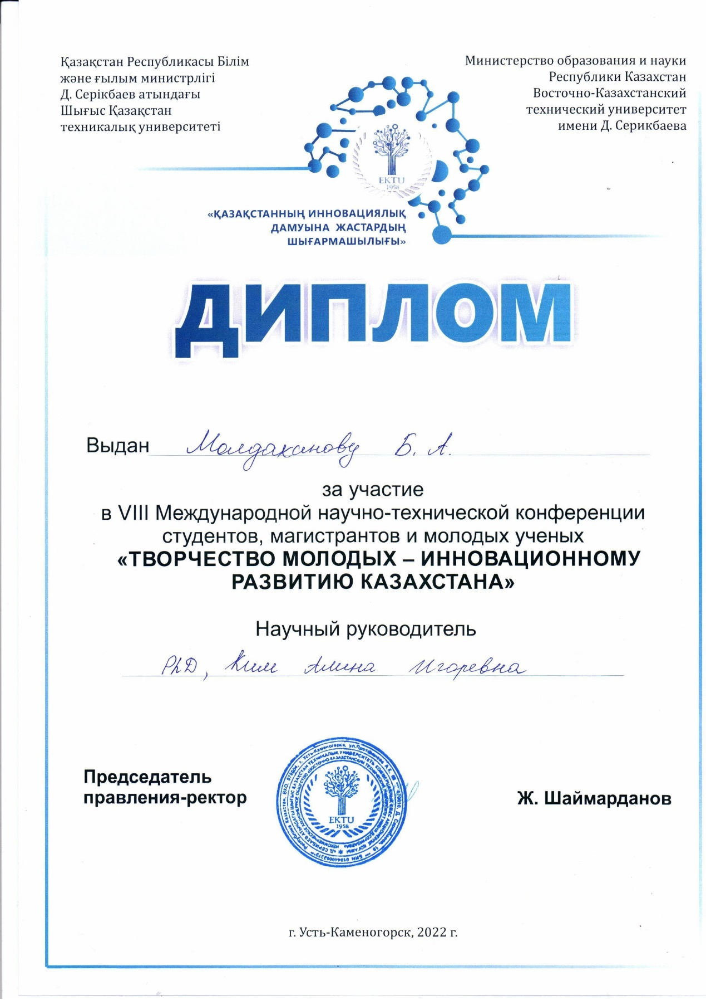 Қазақстан Республикасы Білім
және ғылым министрлігі
Д. Серікбаев атындағы
Шығыс Қазақстан
техникалық университеті
Министерство образования и науки
Республики Казахстан
Восточно-Казахстанский
технический университет
имени Д. Серикбаева
EKTU
1958
«ҚАЗАҚСТАННЫҢ ИННОВАЦИЯЛЫҚ
ДАМУЫНА ЖАСТАРДЫҢ
ШЫҒАРМАШЫЛЫҒЫ»
ДИПЛОМ
Выдан Молдаханову Б. А.
за участие
в VIII Международной научно-технической конференции
студентов, магистрантов и молодых ученых
«ТВОРЧЕСТВО МОЛОДЫХ – ИННОВАЦИОННОМУ
РАЗВИТИЮ КАЗАХСТАНА»
Научный руководитель
PhD, Ким Алина Игоревна
Председатель
правления-ректор
EKTU
1958
Ж. Шаймарданов
г. Усть-Каменогорск, 2022 г.